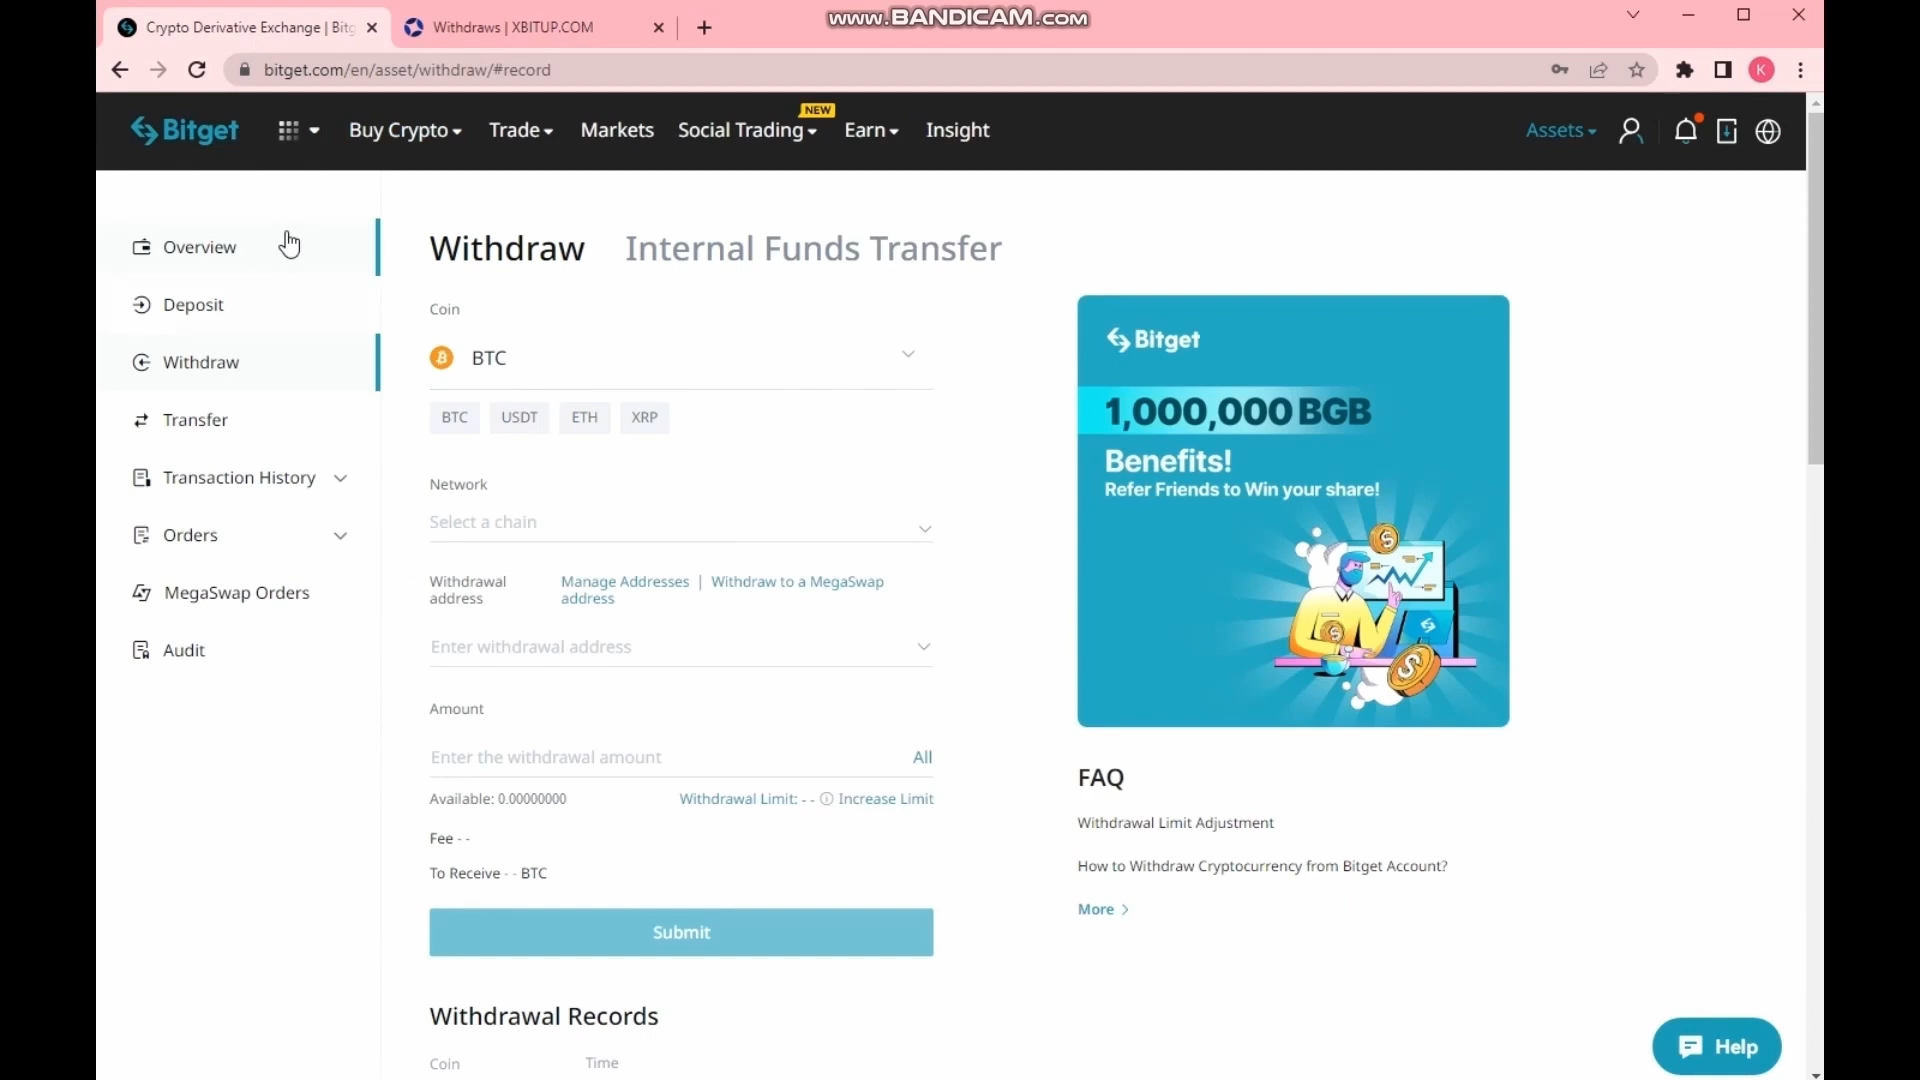 www.BANDICAM.com
Crypto Derivative Exchange | Bitg
Withdraws | XBITUP.COM
bitget.com/en/asset/withdraw/#record
K
Bitget
Buy Crypto
Trade
Markets
Social Trading
NEW
Earn
Insight
Assets
Overview
Deposit
Withdraw
Transfer
Transaction History
Orders
MegaSwap Orders
Audit
Withdraw
Internal Funds Transfer
Coin
BTC
BTC
USDT
ETH
XRP
Network
Select a chain
Withdrawal address
Manage Addresses | Withdraw to a MegaSwap
address
Enter withdrawal address
Amount
Enter the withdrawal amount
All
Available: 0.00000000
Withdrawal Limit: - -
Increase Limit
Fee - -
To Receive - - BTC
Submit
Withdrawal Records
Coin
Time
Bitget
1,000,000 BGB
Benefits!
Refer Friends to Win your share!
FAQ
Withdrawal Limit Adjustment
How to Withdraw Cryptocurrency from Bitget Account?
More
Help